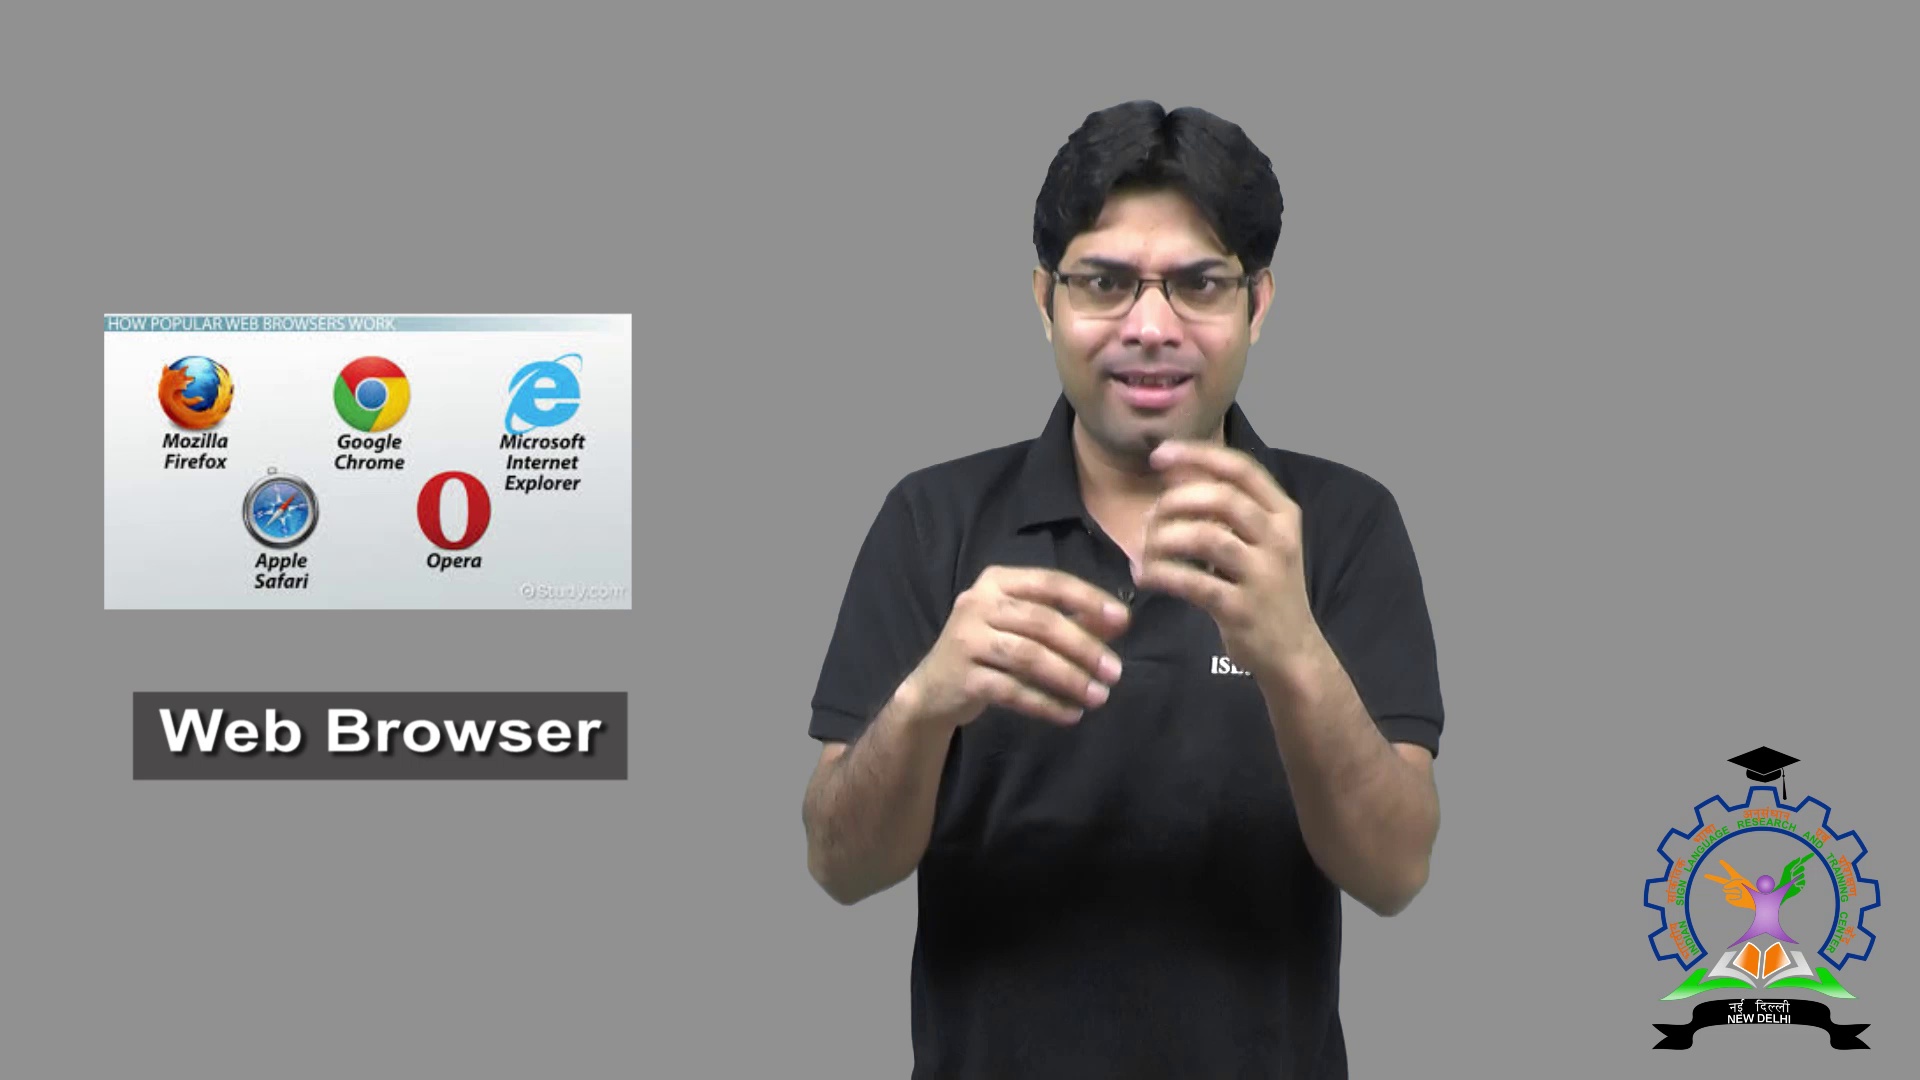 HOW POPULAR WEB BROWSERS WORK
Mozilla
Firefox
Google
Chrome
Microsoft
Internet
Explorer
Apple
Safari
Opera
Study.com
Web Browser
INDIAN SIGN LANGUAGE RESEARCH AND TRAINING CENTER
नई दिल्ली
NEW DELHI